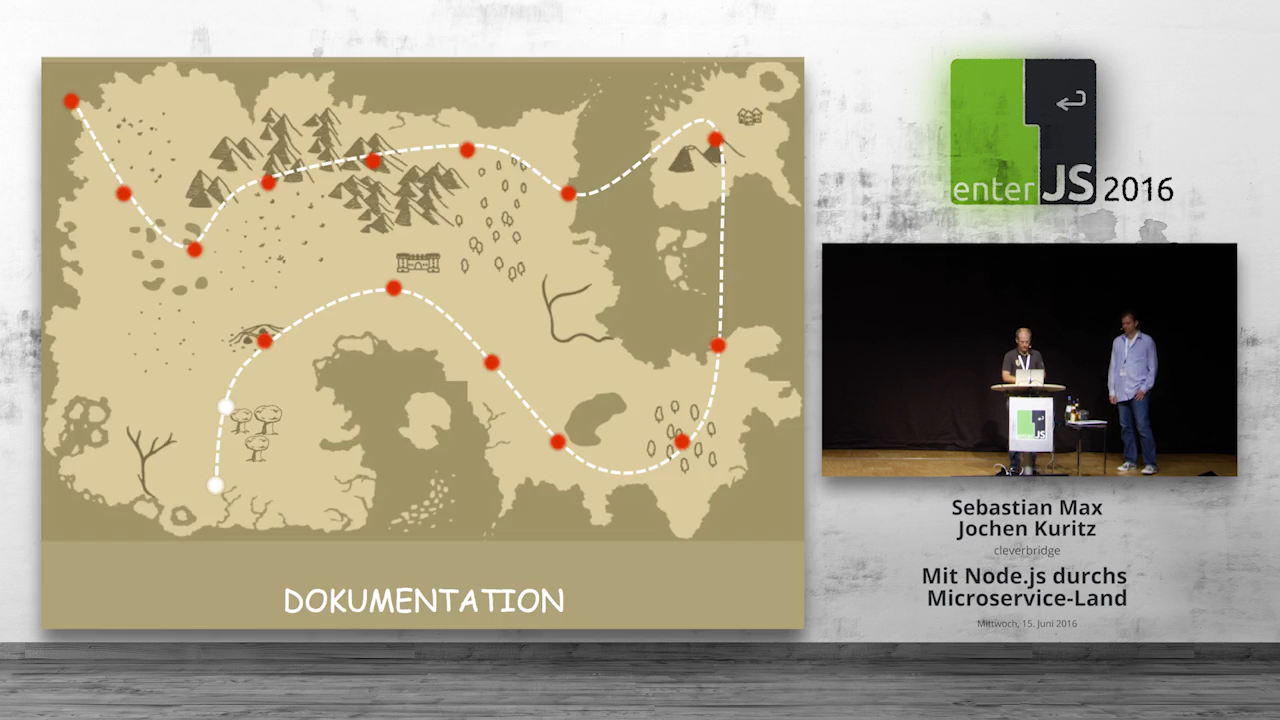 DOKUMENTATION
enter JS 2016
JS
Sebastian Max
Jochen Kuritz
cleverbridge
Mit Node.js durchs
Microservice-Land
Mittwoch, 15. Juni 2016